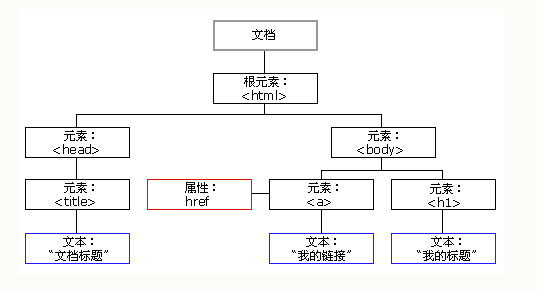 文档
根元素：
<html>
元素：
<head>
元素：
<body>
元素：
<title>
属性：
href
元素：
<a>
元素：
<h1>
文本：
“文档标题”
文本：
“我的链接”
文本：
“我的标题”